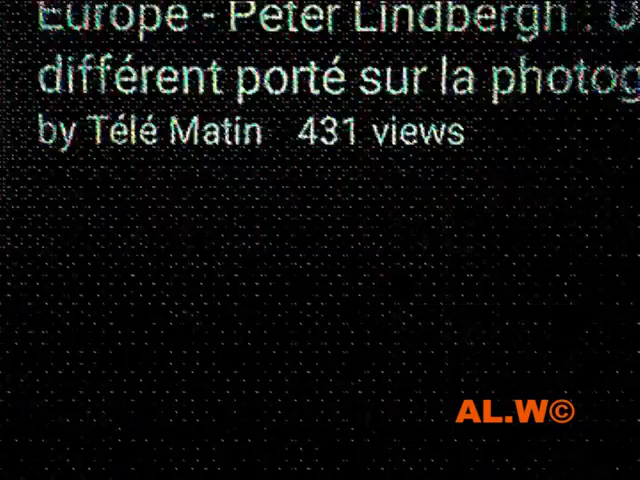 Europe - Peter Lindbergh :
différent porté sur la
by Télé Matin 431 views
AL.W©